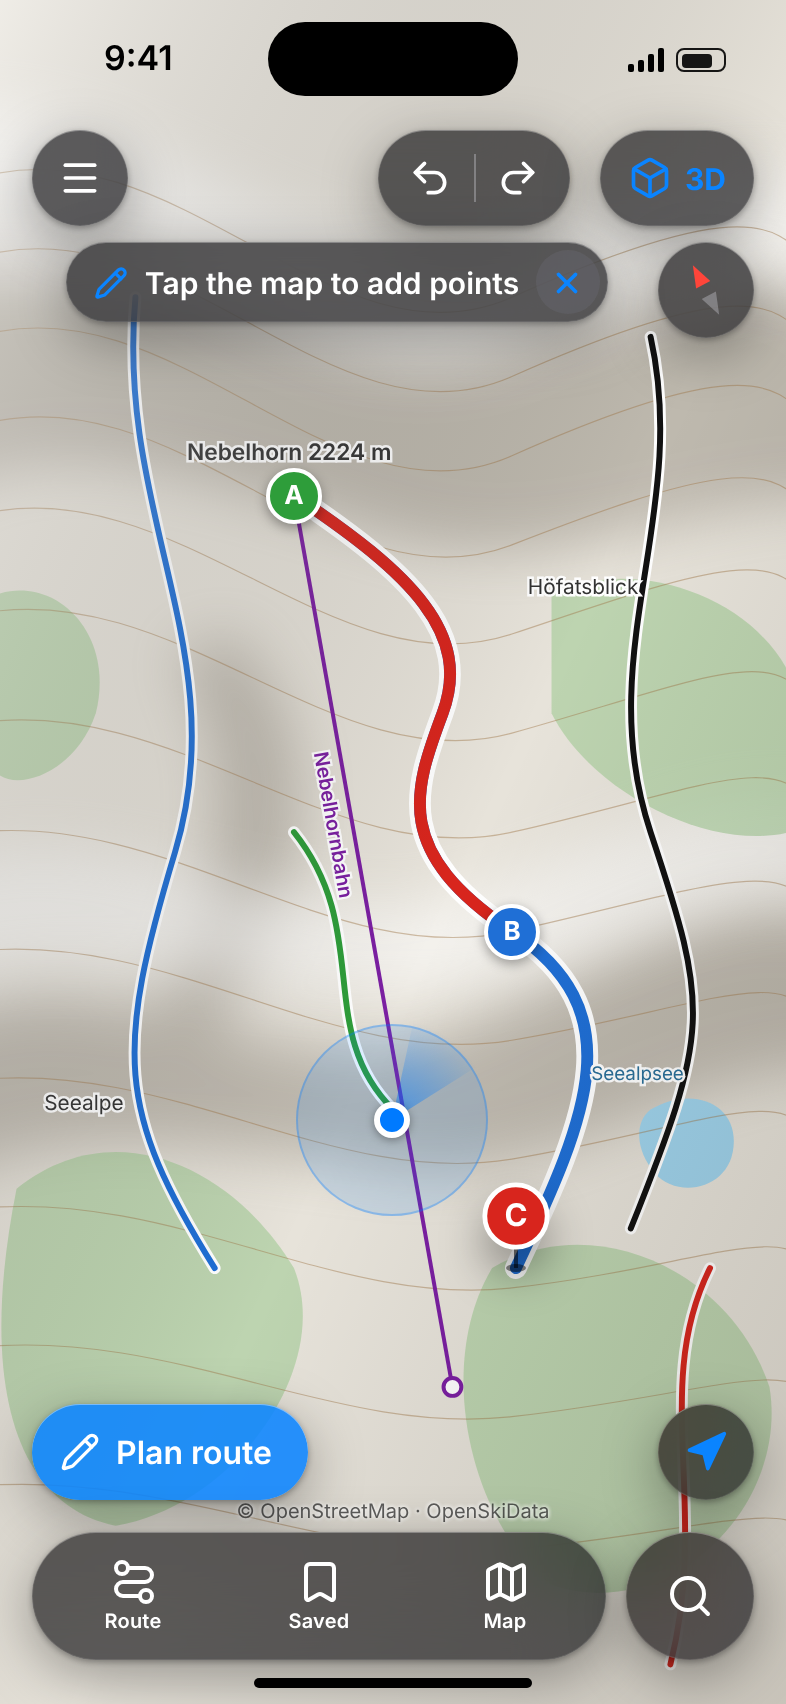 9:41
3D
Tap the map to add points
Nebelhorn 2224 m
A
Höfatsblick
Nebelhornbahn
B
Seealpsee
Seealpe
C
Plan route
© OpenStreetMap · OpenSkiData
Route
Saved
Map